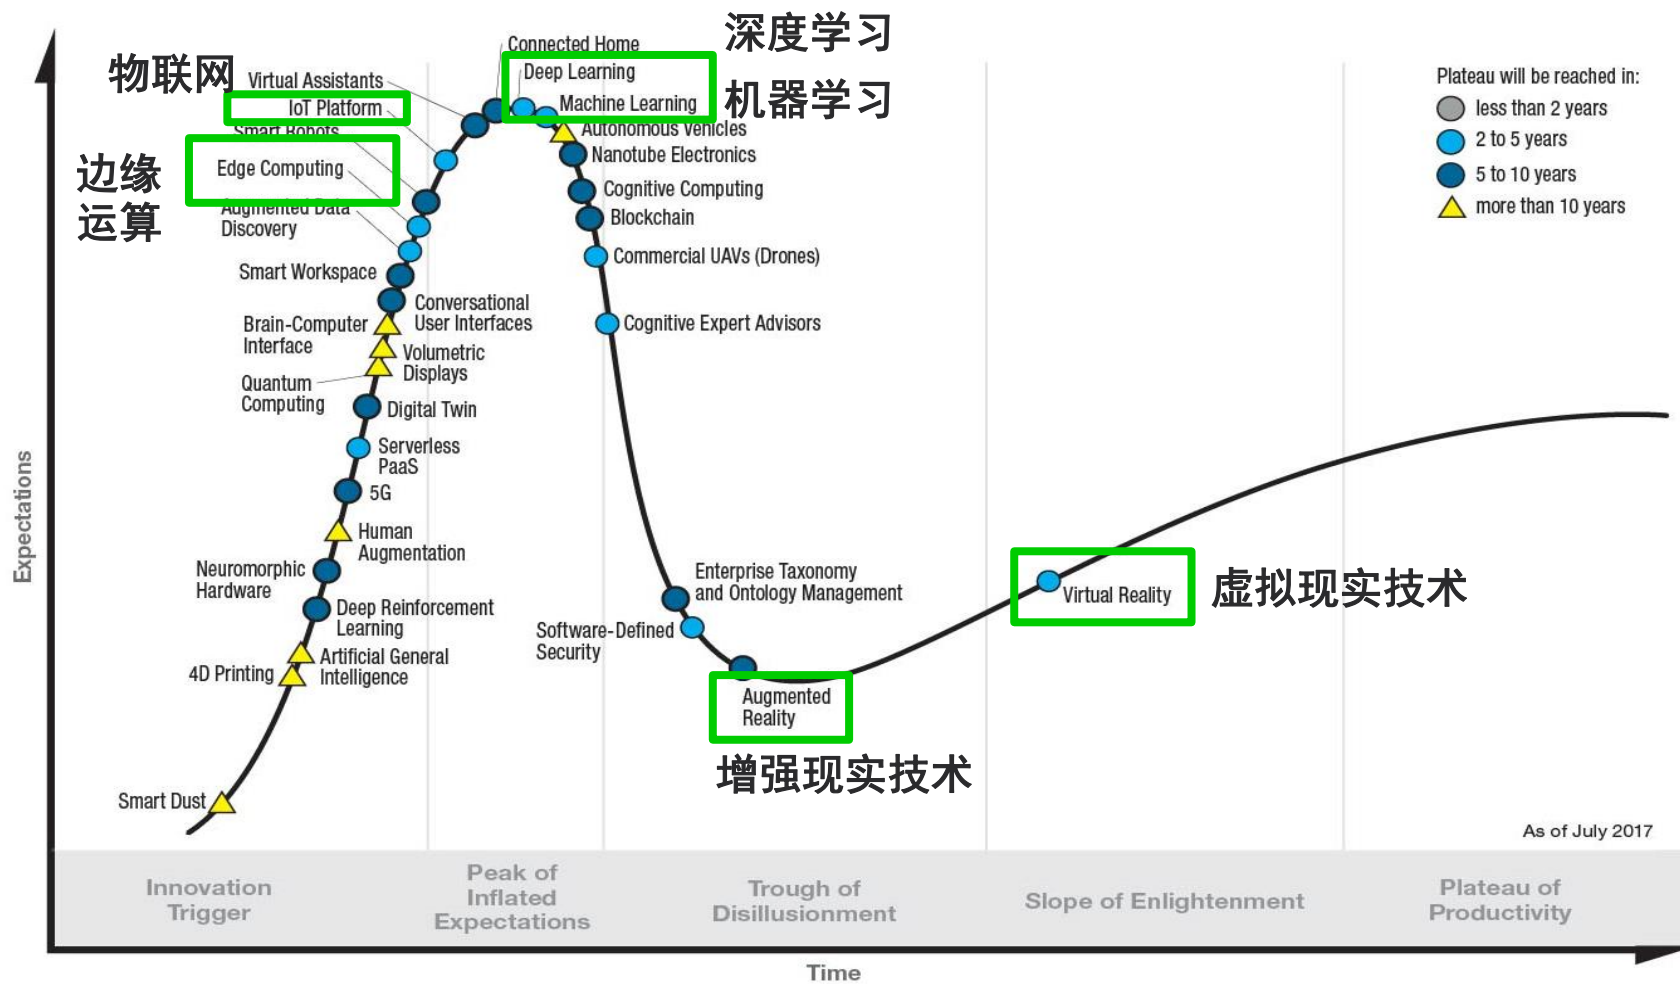 深度学习
Connected Home
物联网
Deep Learning
Virtual Assistants
机器学习
IoT Platform
Machine Learning
Smart Robots
Autonomous Vehicles
边缘
运算
Edge Computing
Nanotube Electronics
Cognitive Computing
Augmented Data
Discovery
Blockchain
Commercial UAVs (Drones)
Smart Workspace
Conversational
User Interfaces
Brain-Computer
Interface
Cognitive Expert Advisors
Volumetric
Displays
Quantum
Computing
Digital Twin
Serverless
PaaS
5G
Human
Augmentation
Neuromorphic
Hardware
Deep Reinforcement
Learning
Artificial General
Intelligence
4D Printing
Smart Dust
Enterprise Taxonomy
and Ontology Management
Software-Defined
Security
Augmented
Reality
增强现实技术
Virtual Reality
虚拟现实技术
Plateau will be reached in:
less than 2 years
2 to 5 years
5 to 10 years
more than 10 years
As of July 2017
Expectations
Innovation
Trigger
Peak of
Inflated
Expectations
Trough of
Disillusionment
Slope of Enlightenment
Plateau of
Productivity
Time